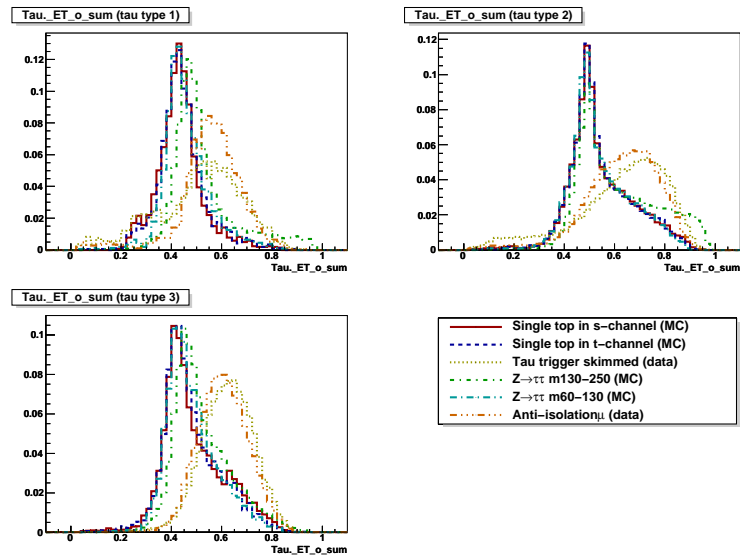 Tau._ET_o_sum (tau type 1)
0.12
0.1
0.08
0.06
0.04
0.02
0
0 0.2 0.4 0.6 0.8 1
Tau._ET_o_sum
Tau._ET_o_sum (tau type 2)
0.12
0.1
0.08
0.06
0.04
0.02
0
0 0.2 0.4 0.6 0.8 1
Tau._ET_o_sum
Tau._ET_o_sum (tau type 3)
0.1
0.08
0.06
0.04
0.02
0
0 0.2 0.4 0.6 0.8 1
Tau._ET_o_sum
Single top in s−channel (MC)
Single top in t−channel (MC)
Tau trigger skimmed (data)
Z→ττ m130−250 (MC)
Z→ττ m60−130 (MC)
Anti−isolationμ (data)